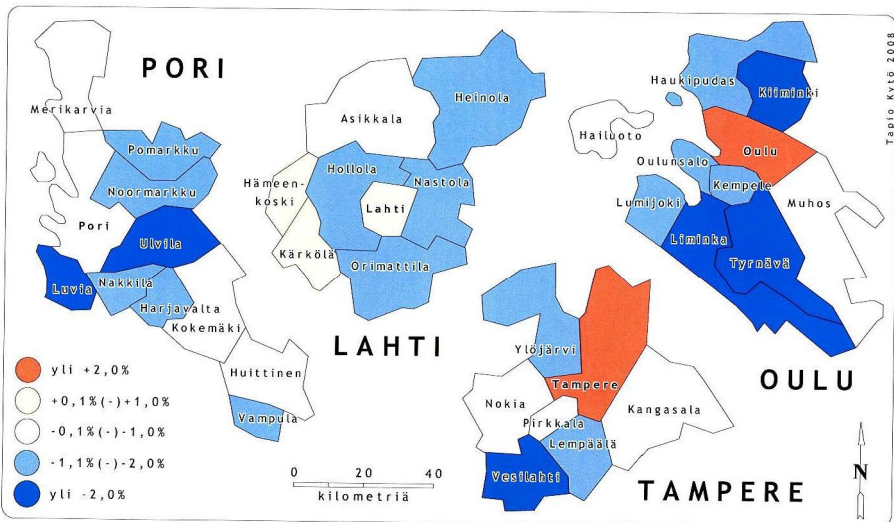 PORI
Merikarvia
Pomarkku
Noormarkku
Pori
Ulvila
Luvia
Nakkila
Harjavalta
Kokemäki
Huittinen
Vampula
LAHTI
Asikkala
Heinola
Hollola
Hämeen-
koski
Nastola
Lahti
Kärkölä
Orimattila
OULU
Haukipudas
Kiiminki
Hailuoto
Oulu
Oulunsalo
Kempele
Lumijoki
Muhos
Liminka
Tyrnävä
TAMPERE
Ylöjärvi
Tampere
Nokia
Pirkkala
Kangasala
Lempäälä
Vesilahti
yli +2,0%
+0,1%(-)+1,0%
-0,1%(-)-1,0%
-1,1%(-)-2,0%
yli -2,0%
0 20 40
kilometriä
N
Tapio Kytö 2008